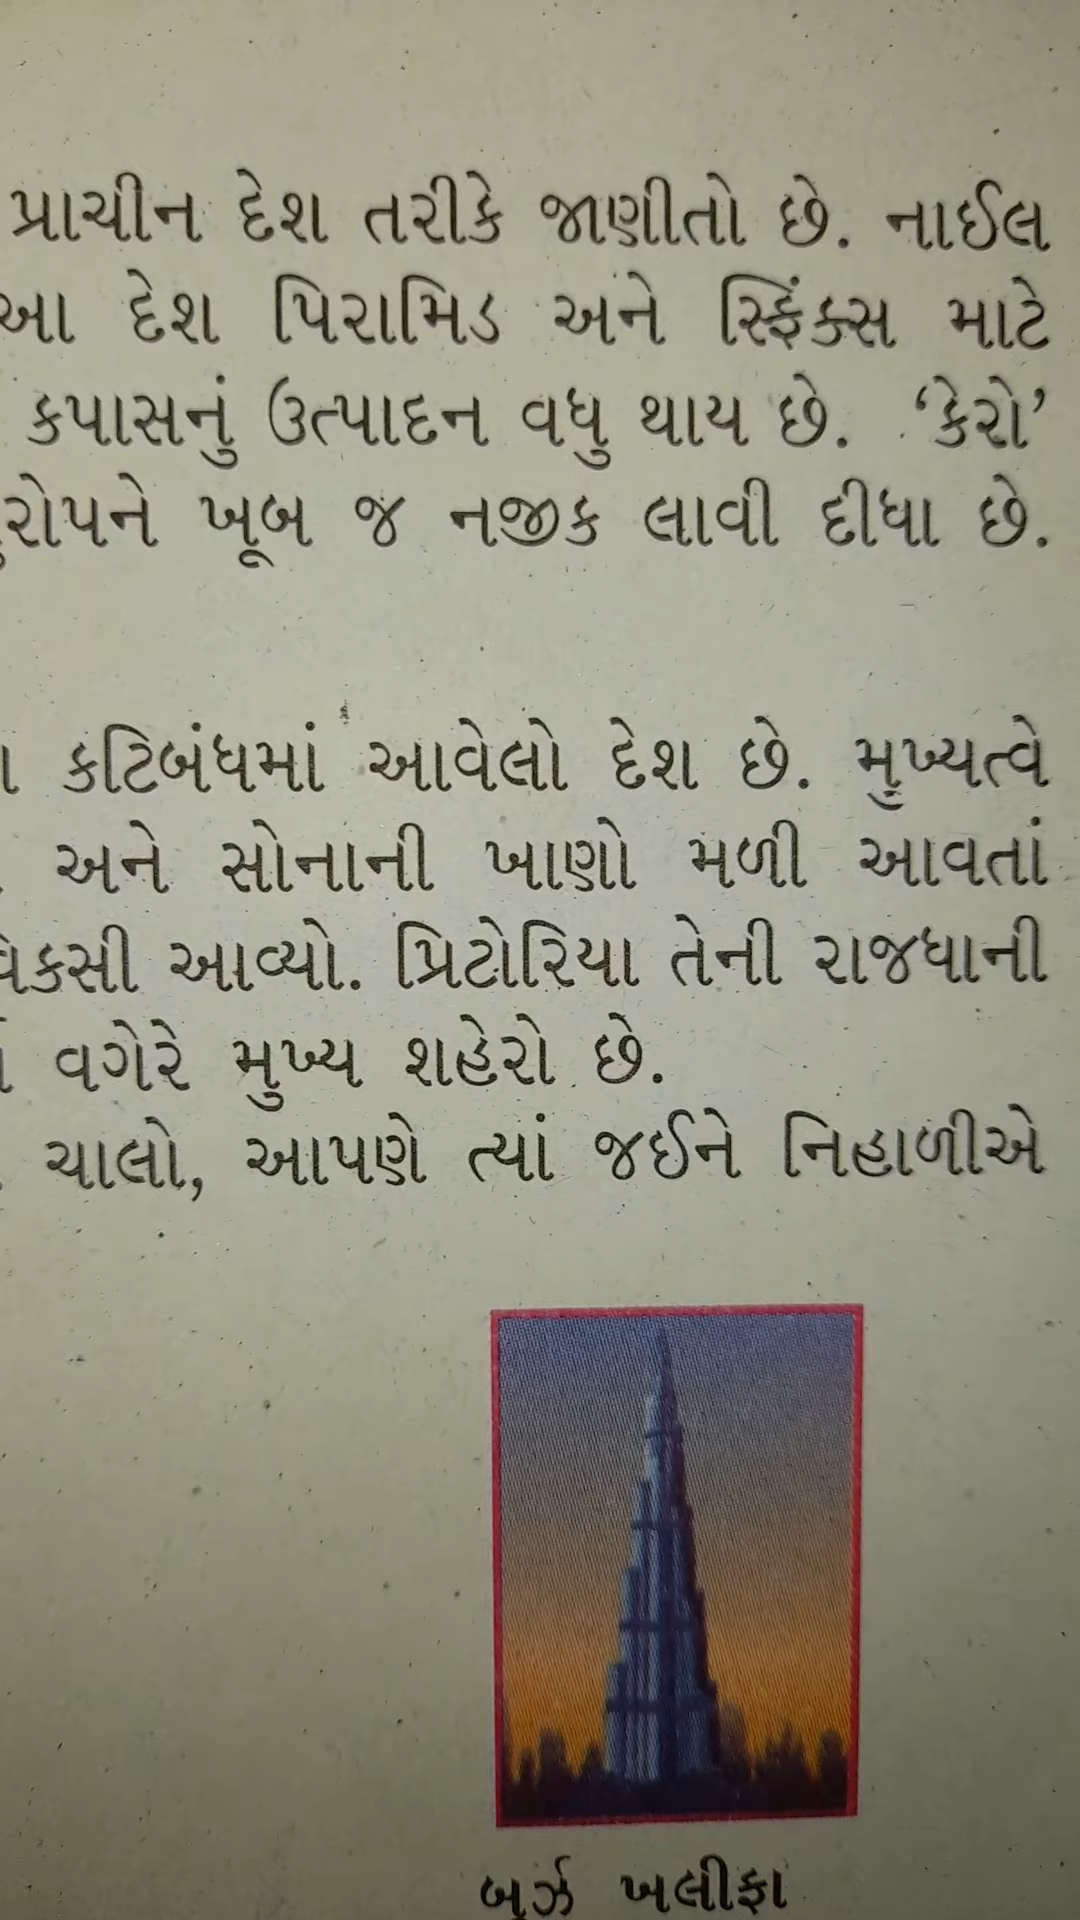 પ્રાચીન દેશ તરીકે જાણીતો છે. નાઈલ
આ દેશ પિરામિડ અને સ્ફિંક્સ માટે
કપાસનું ઉત્પાદન વધુ થાય છે. ‘કેરો’
રોપને ખૂબ જ નજીક લાવી દીધા છે.
કટિબંધમાં આવેલો દેશ છે. મુખ્યત્વે
અને સોનાની ખાણો મળી આવતાં
વિકસી આવ્યો. પ્રિટોરિયા તેની રાજધાની
વગેરે મુખ્ય શહેરો છે.
ચાલો, આપણે ત્યાં જઈને નિહાળીએ
બુર્ઝ ખલીફા